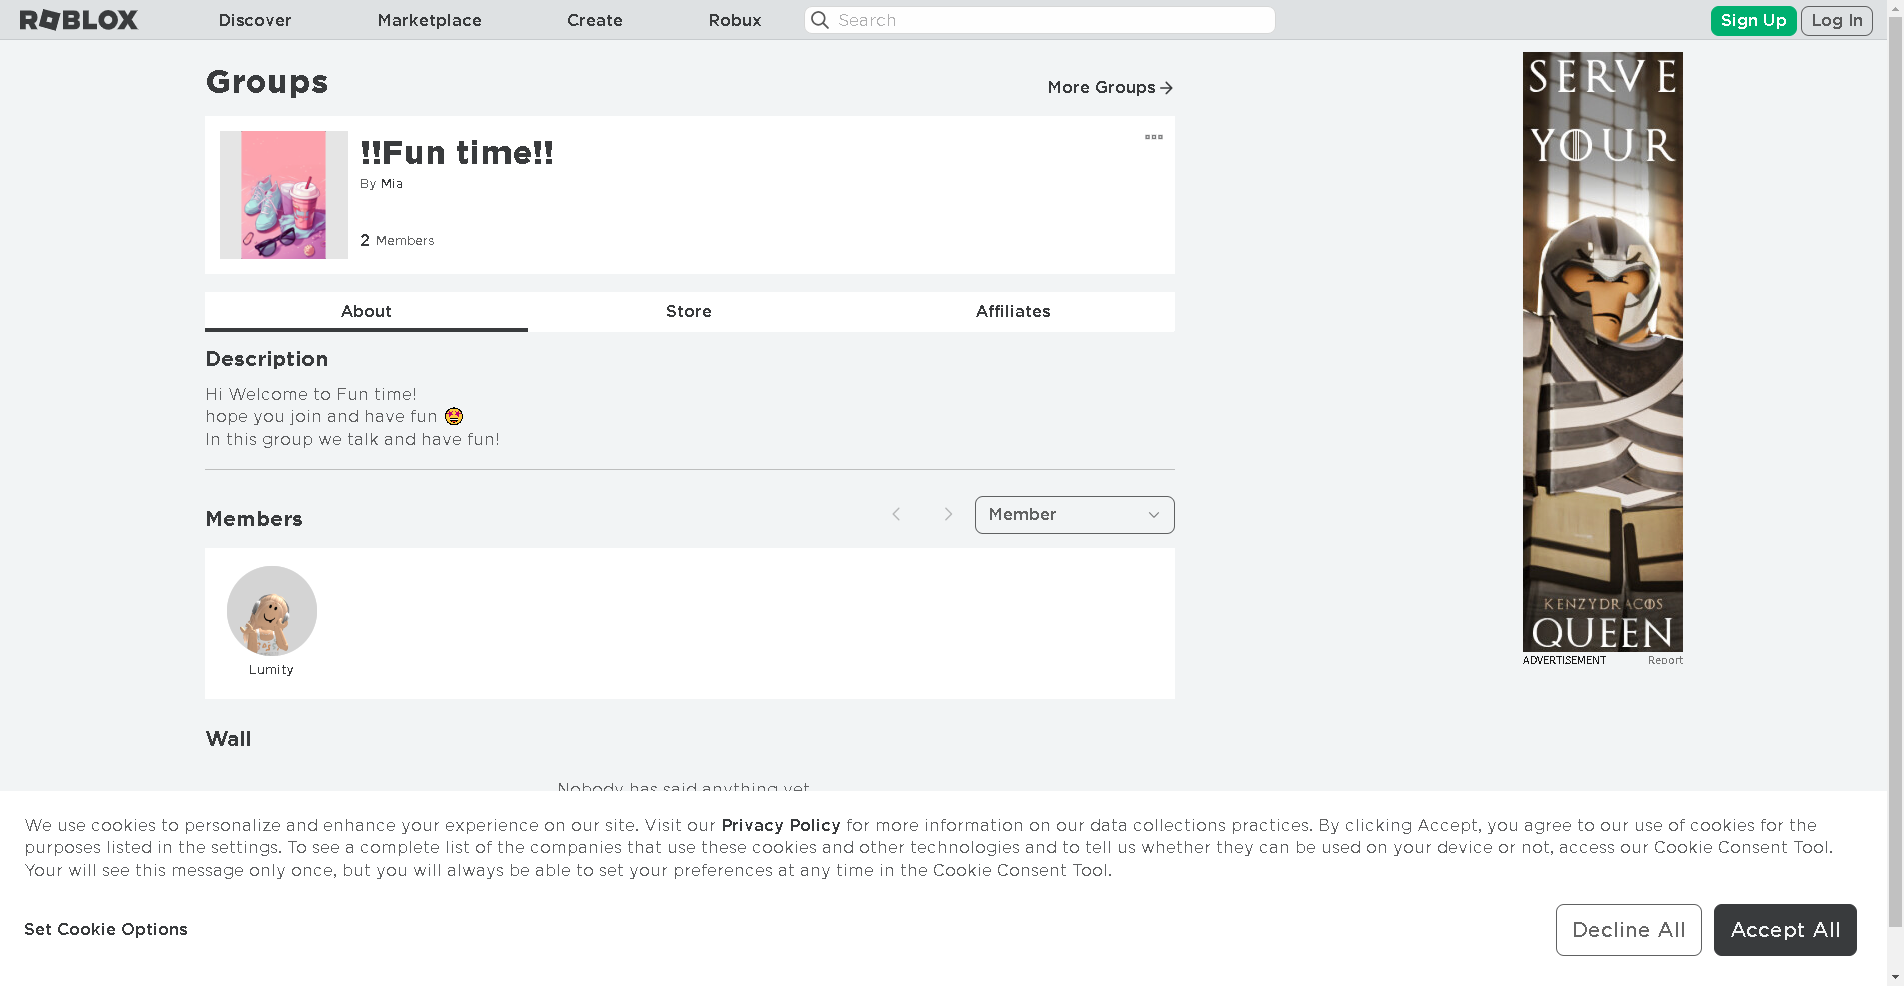 ROBLOX
Discover
Marketplace
Create
Robux
Search
Sign Up
Log In
Groups
More Groups
!!Fun time!!
By Mia
2 Members
About
Store
Affiliates
Description
Hi Welcome to Fun time!
hope you join and have fun 🤩
In this group we talk and have fun!
Members
Member
Lumity
Wall
Nobody has said anything yet
SERVE
YOUR
KENZYDRACOS
QUEEN
ADVERTISEMENT
Report
We use cookies to personalize and enhance your experience on our site. Visit our Privacy Policy for more information on our data collections practices. By clicking Accept, you agree to our use of cookies for the
purposes listed in the settings. To see a complete list of the companies that use these cookies and other technologies and to tell us whether they can be used on your device or not, access our Cookie Consent Tool.
Your will see this message only once, but you will always be able to set your preferences at any time in the Cookie Consent Tool.
Set Cookie Options
Decline All
Accept All